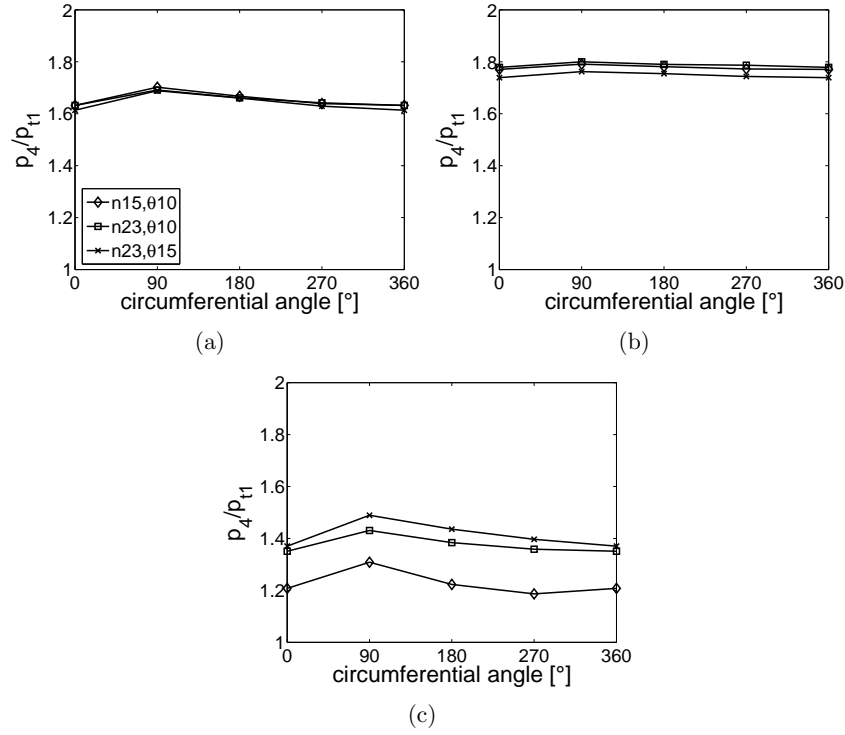 2
1.8
1.6
1.4
1.2
1
p4/pt1
n15,θ10
n23,θ10
n23,θ15
0 90 180 270 360
circumferential angle [°]
(a)
2
1.8
1.6
1.4
1.2
1
p4/pt1
0 90 180 270 360
circumferential angle [°]
(b)
2
1.8
1.6
1.4
1.2
1
p4/pt1
0 90 180 270 360
circumferential angle [°]
(c)